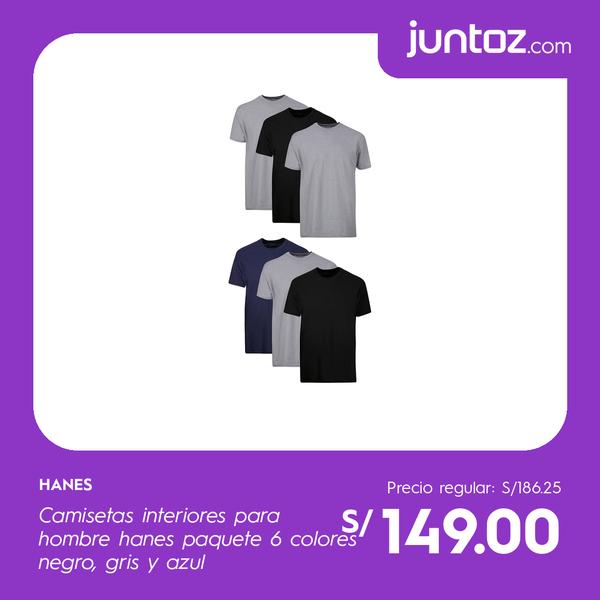 juntoz.com
HANES
Camisetas interiores para
hombre hanes paquete 6 colores
negro, gris y azul
Precio regular: S/186.25
S/149.00